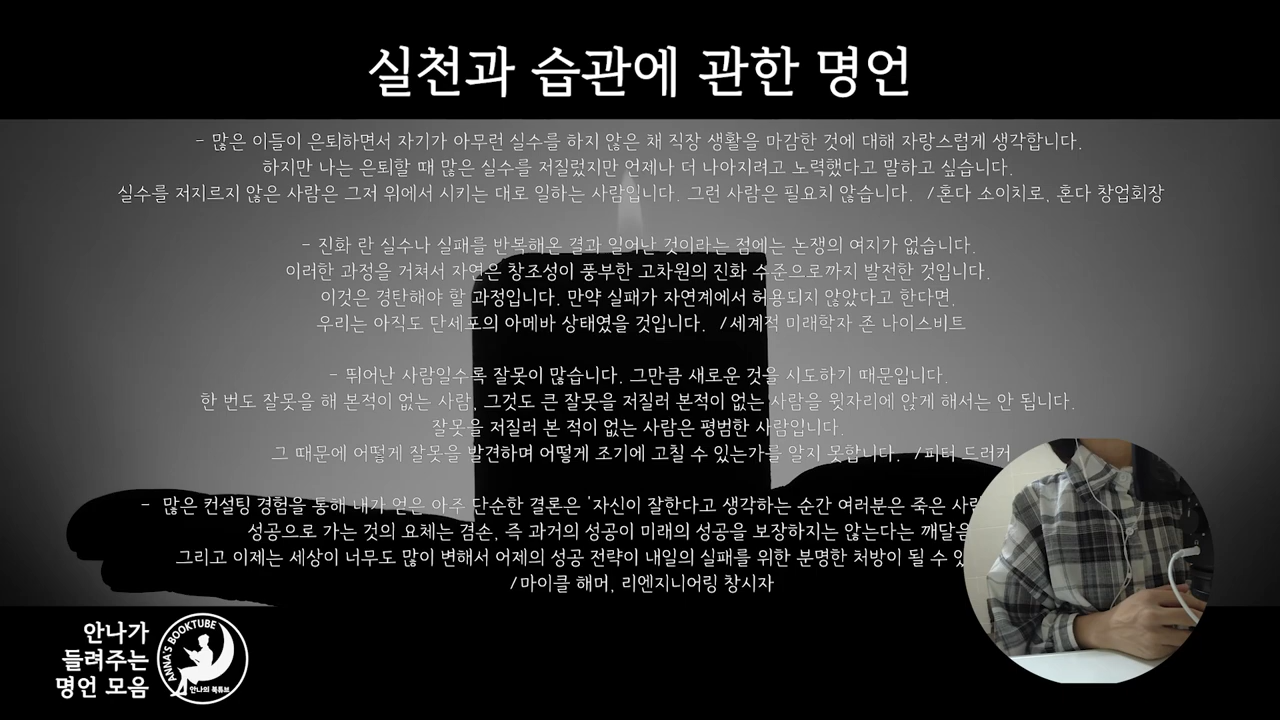 실천과 습관에 관한 명언
- 많은 이들이 은퇴하면서 자기가 아무런 실수를 하지 않은 채 직장 생활을 마감한 것에 대해 자랑스럽게 생각합니다.
하지만 나는 은퇴할 때 많은 실수를 저질렀지만 언제나 더 나아지려고 노력했다고 말하고 싶습니다.
실수를 저지르지 않은 사람은 그저 위에서 시키는 대로 일하는 사람입니다. 그런 사람은 필요치 않습니다. /혼다 소이치로, 혼다 창업회장
- 진화 란 실수나 실패를 반복해온 결과 일어난 것이라는 점에는 논쟁의 여지가 없습니다.
이러한 과정을 거쳐서 자연은 창조성이 풍부한 고차원의 진화 수준으로까지 발전한 것입니다.
이것은 경탄해야 할 과정입니다. 만약 실패가 자연계에서 허용되지 않았다고 한다면,
우리는 아직도 단세포의 아메바 상태였을 것입니다. /세계적 미래학자 존 나이스비트
- 뛰어난 사람일수록 잘못이 많습니다. 그만큼 새로운 것을 시도하기 때문입니다.
한 번도 잘못을 해 본적이 없는 사람, 그것도 큰 잘못을 저질러 본적이 없는 사람을 윗자리에 앉게 해서는 안 됩니다.
잘못을 저질러 본 적이 없는 사람은 평범한 사람입니다.
그 때문에 어떻게 잘못을 발견하며 어떻게 조기에 고칠 수 있는가를 알지 못합니다. /피터 드러커
- 많은 컨설팅 경험을 통해 내가 얻은 아주 단순한 결론은 '자신이 잘한다고 생각하는 순간 여러분은 죽은
성공으로 가는 것의 요체는 겸손, 즉 과거의 성공이 미래의 성공을 보장하지는 않는다는 깨달음
그리고 이제는 세상이 너무도 많이 변해서 어제의 성공 전략이 내일의 실패를 위한 분명한 처방이 될 수
/마이클 해머, 리엔지니어링 창시자
안나가
들려주는
명언 모음
ANNA'S BOOKTUBE
안나의 북튜브